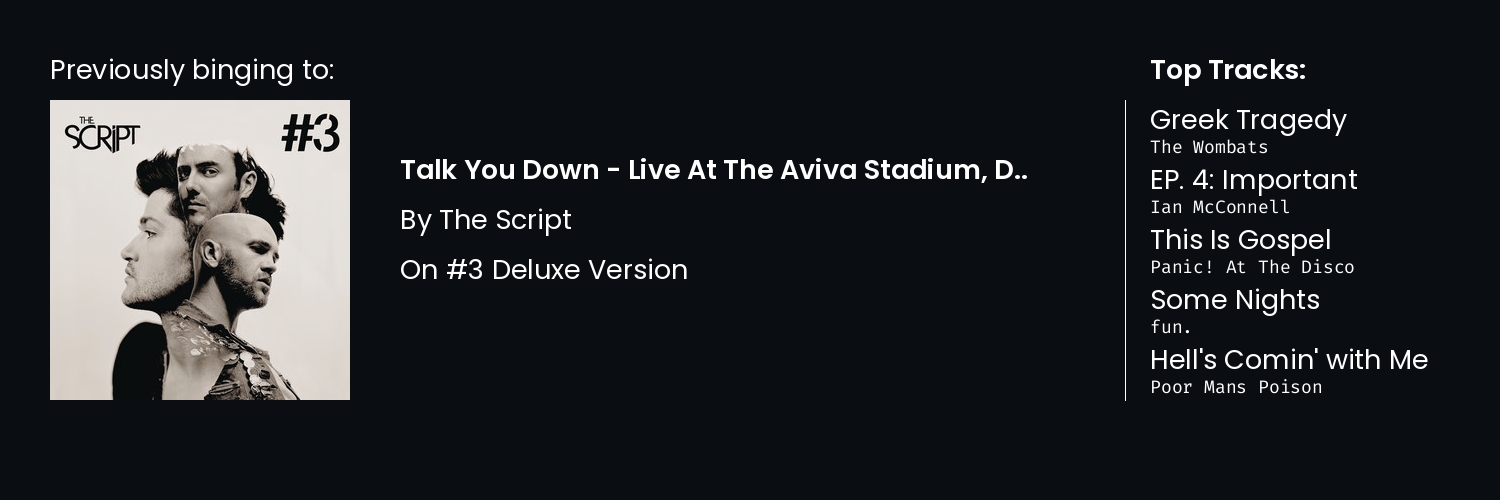 Previously binging to:
THE
SCRIPT
#3
Talk You Down - Live At The Aviva Stadium, D..
By The Script
On #3 Deluxe Version
Top Tracks:
Greek Tragedy
The Wombats
EP. 4: Important
Ian McConnell
This Is Gospel
Panic! At The Disco
Some Nights
fun.
Hell's Comin' with Me
Poor Mans Poison